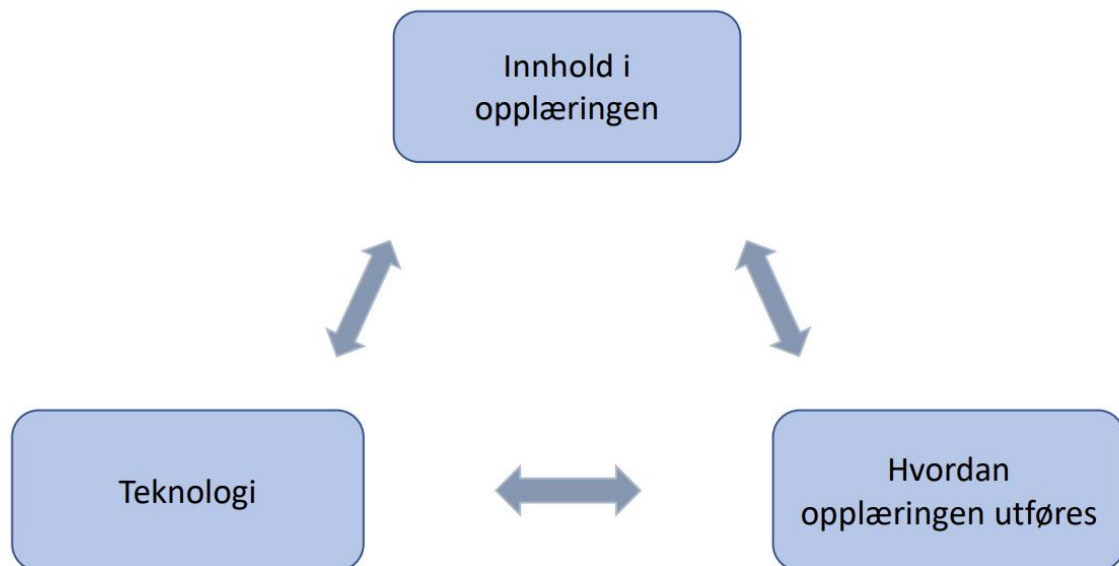 Innhold i
opplæringen
Teknologi
Hvordan
opplæringen utføres